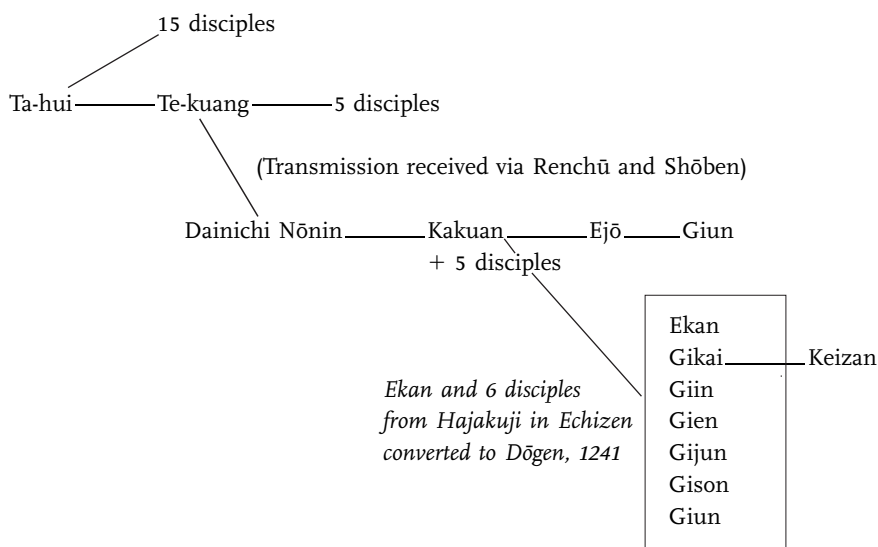 15 disciples
Ta-hui Te-kuang 5 disciples
(Transmission received via Renchū and Shōben)
Dainichi Nōnin Kakuan Ejō Giun
+ 5 disciples
Ekan
Gikai Keizan
Giin
Gien
Gijun
Gison
Giun
Ekan and 6 disciples
from Hajakuji in Echizen
converted to Dōgen, 1241